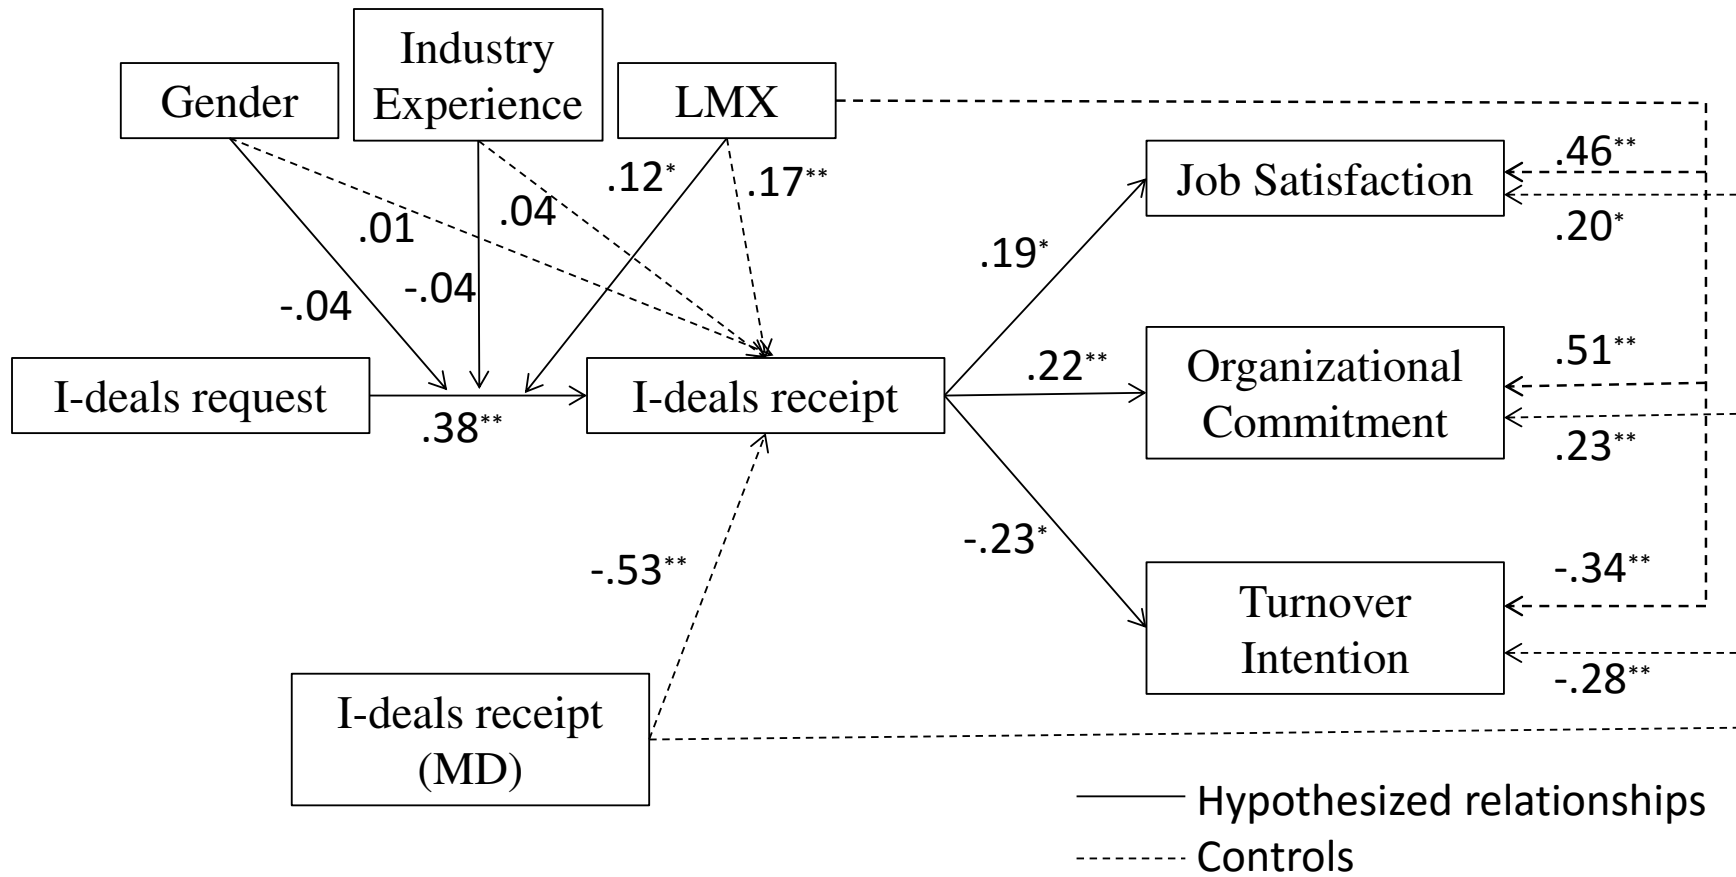 Industry
Experience
Gender
LMX
.12*
.17**
.01
.04
-.04
-.04
Job Satisfaction
.46**
.20*
.19*
I-deals request
.38**
I-deals receipt
.22**
Organizational
Commitment
.51**
.23**
-.23*
-.53**
Turnover
Intention
-.34**
-.28**
I-deals receipt
(MD)
Hypothesized relationships
Controls